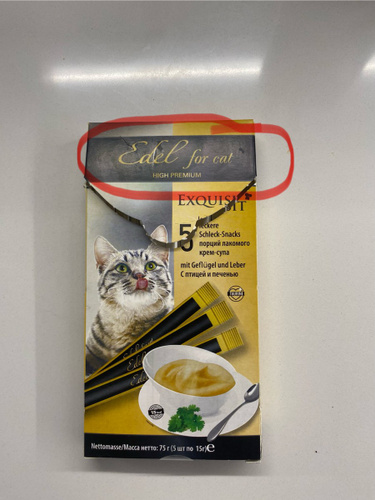 Edel for cat
HIGH PREMIUM
EXQUISIT
5
leckere
Schleck-Snacks
порций лакомого
крем-супа
mit Geflügel und Leber
С птицей и печенью
Nettomasse/Масса нетто: 75 г (5 шт по 15г) e